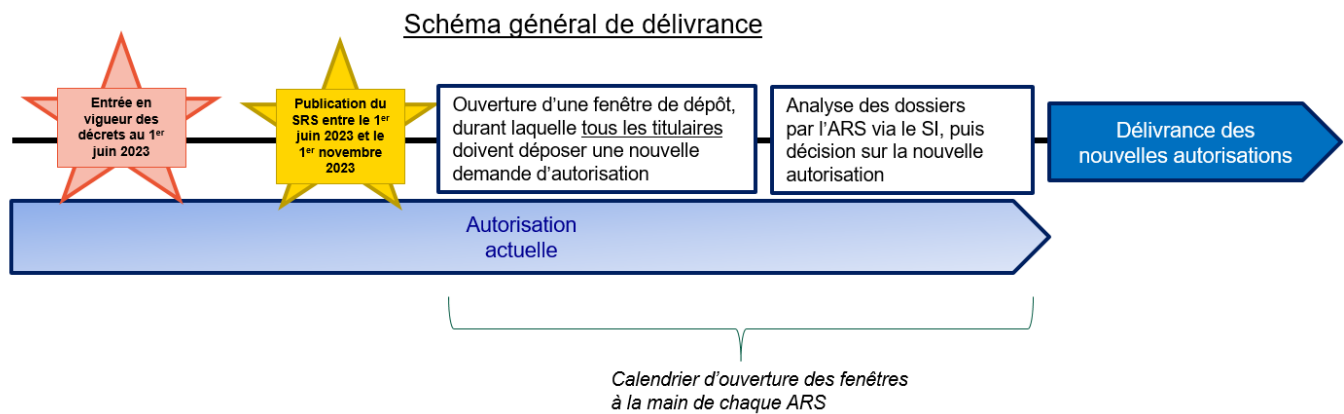 Schéma général de délivrance
Entrée en
vigueur des
décrets au 1er
juin 2023
Publication du
SRS entre le 1er
juin 2023 et le
1er novembre
2023
Ouverture d'une fenêtre de dépôt,
durant laquelle tous les titulaires
doivent déposer une nouvelle
demande d'autorisation
Analyse des dossiers
par l'ARS via le SI, puis
décision sur la nouvelle
autorisation
Délivrance des
nouvelles autorisations
Autorisation
actuelle
Calendrier d'ouverture des fenêtres
à la main de chaque ARS